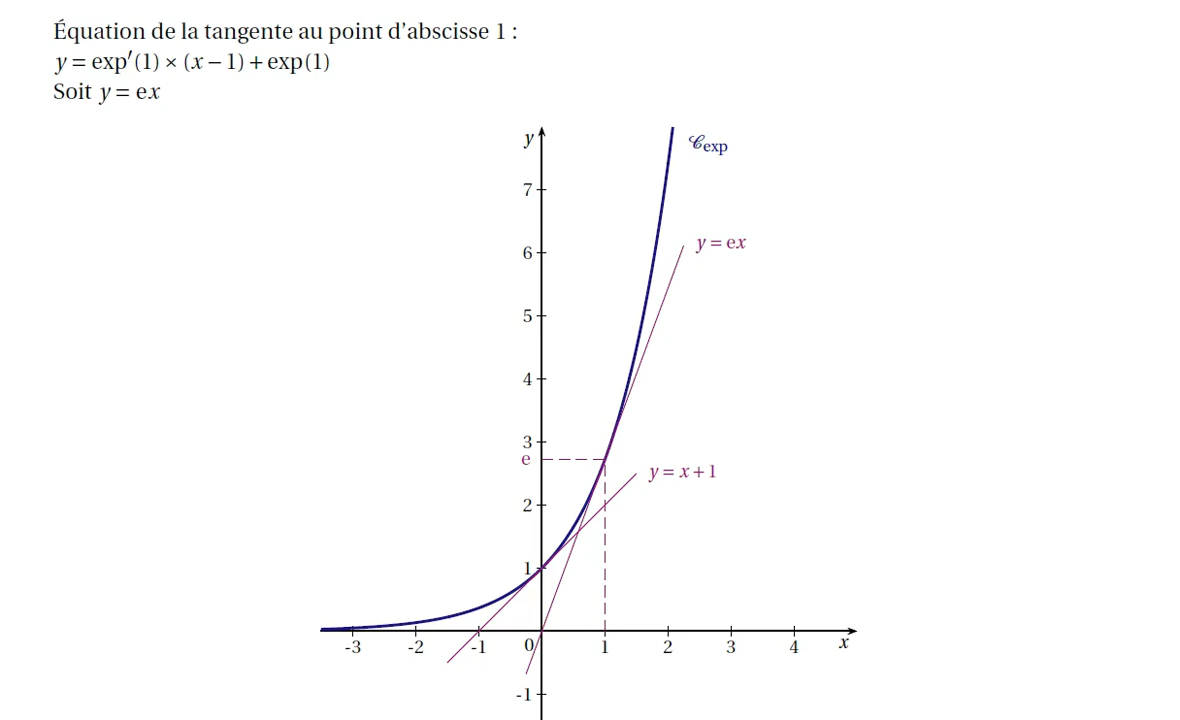 Équation de la tangente au point d'abscisse 1 :
y = exp′(1) × (x − 1) + exp(1)
Soit y = ex
y
𝒞exp
7
y = ex
6
5
4
3
e
y = x + 1
2
1
-3 -2 -1 0 1 2 3 4 x
-1